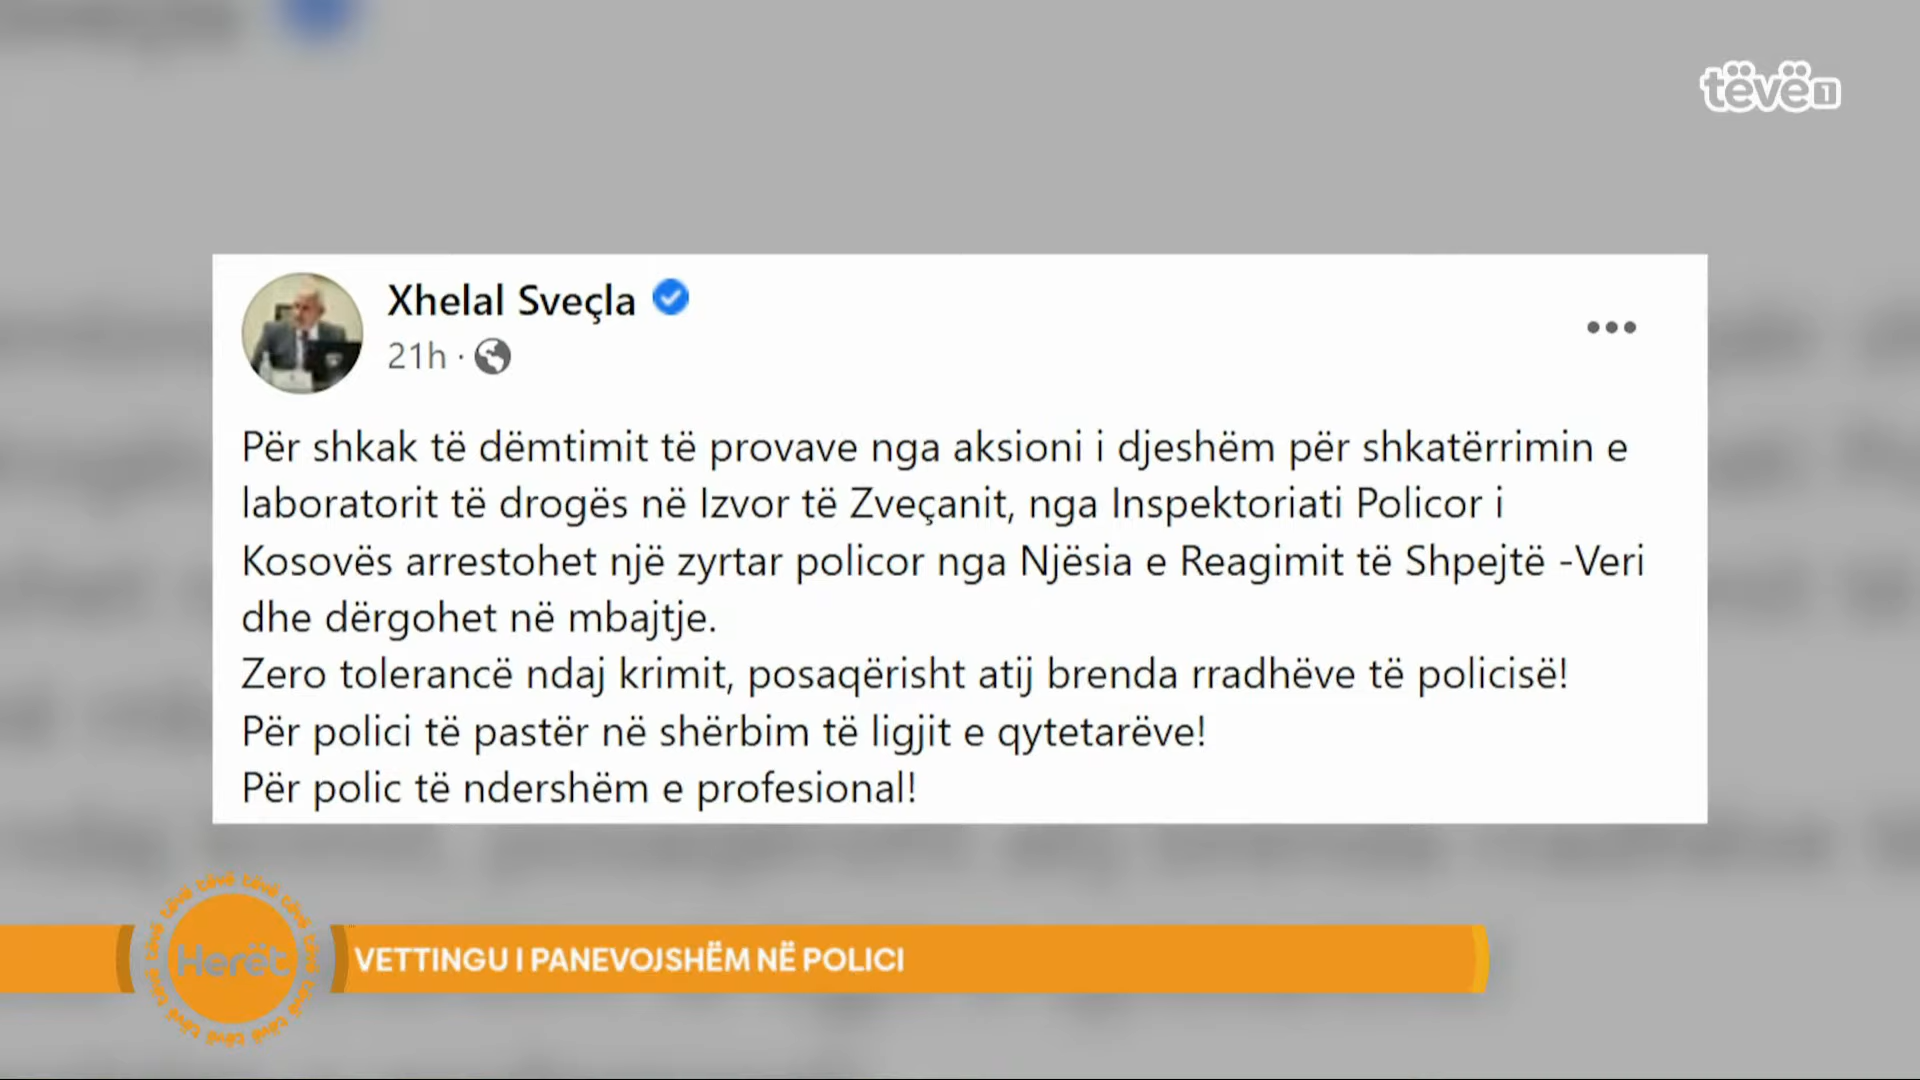 tëvë1
Xhelal Sveçla
21h ·
Për shkak të dëmtimit të provave nga aksioni i djeshëm për shkatërrimin e
laboratorit të drogës në Izvor të Zveçanit, nga Inspektoriati Policor i
Kosovës arrestohet një zyrtar policor nga Njësia e Reagimit të Shpejtë -Veri
dhe dërgohet në mbajtje.
Zero tolerancë ndaj krimit, posaqërisht atij brenda rradhëve të policisë!
Për polici të pastër në shërbim të ligjit e qytetarëve!
Për polic të ndershëm e profesional!
Herët
VETTINGU I PANEVOJSHËM NË POLICI